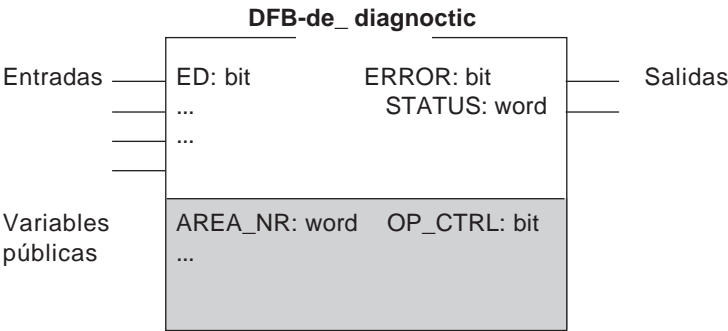 DFB-de_ diagnoctic
Entradas ED: bit ERROR: bit Salidas
... STATUS: word
...
Variables AREA_NR: word OP_CTRL: bit
públicas ...